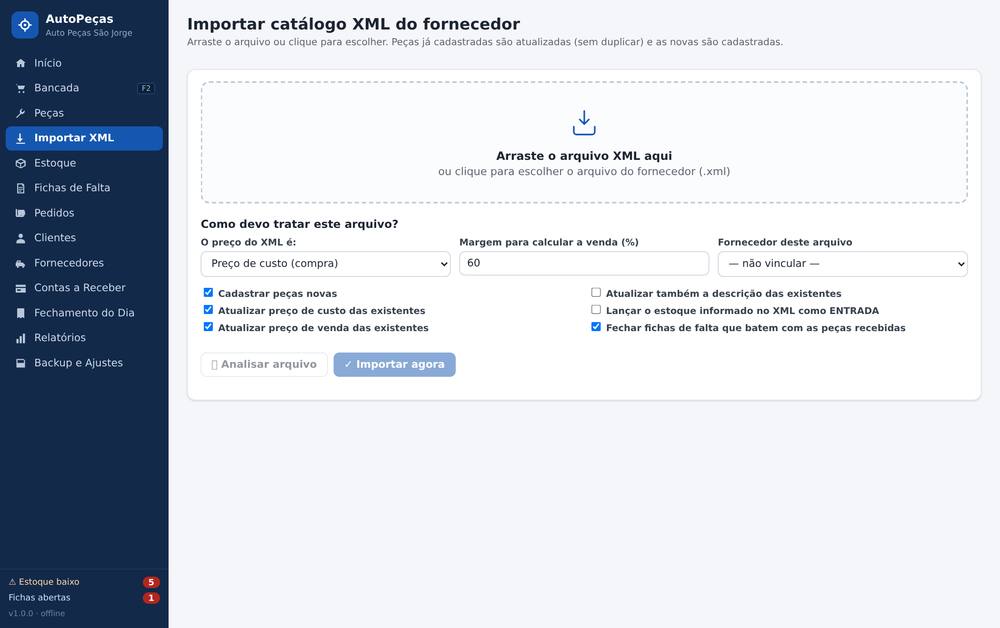 AutoPeças
Auto Peças São Jorge
Início
Bancada F2
Peças
Importar XML
Estoque
Fichas de Falta
Pedidos
Clientes
Fornecedores
Contas a Receber
Fechamento do Dia
Relatórios
Backup e Ajustes
⚠ Estoque baixo 5
Fichas abertas 1
v1.0.0 · offline
Importar catálogo XML do fornecedor
Arraste o arquivo ou clique para escolher. Peças já cadastradas são atualizadas (sem duplicar) e as novas são cadastradas.
Arraste o arquivo XML aqui
ou clique para escolher o arquivo do fornecedor (.xml)
Como devo tratar este arquivo?
O preço do XML é:
Preço de custo (compra)
Margem para calcular a venda (%)
60
Fornecedor deste arquivo
— não vincular —
Cadastrar peças novas
Atualizar preço de custo das existentes
Atualizar preço de venda das existentes
Atualizar também a descrição das existentes
Lançar o estoque informado no XML como ENTRADA
Fechar fichas de falta que batem com as peças recebidas
Analisar arquivo
✓ Importar agora